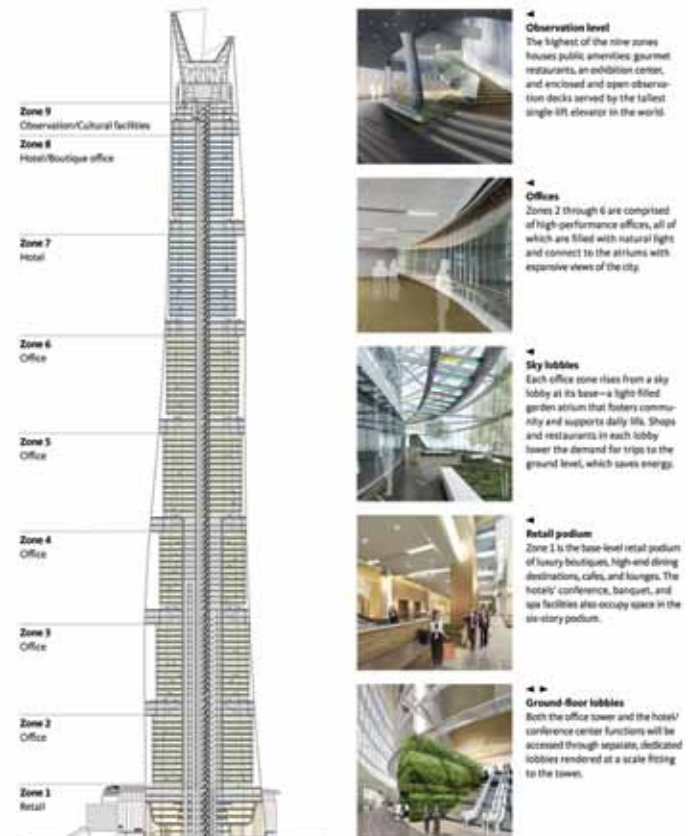 Zone 9
Observation/Cultural facilities
Zone 8
Hotel/Boutique office
Zone 7
Hotel
Zone 6
Office
Zone 5
Office
Zone 4
Office
Zone 3
Office
Zone 2
Office
Zone 1
Retail
Observation level
The highest of the nine zones
houses public amenities: gourmet
restaurants, an exhibition center,
and enclosed and open observa-
tion decks served by the tallest
single-lift elevator in the world.
Offices
Zones 2 through 6 are comprised
of high-performance offices, all of
which are filled with natural light
and connect to the atriums with
expansive views of the city.
Sky lobbies
Each office zone rises from a sky
lobby at its base—a light-filled
garden atrium that fosters commu-
nity and supports daily life. Shops
and restaurants in each lobby
lower the demand for trips to the
ground level, which saves energy.
Retail podium
Zone 1 is the base-level retail podium
of luxury boutiques, high-end dining
destinations, cafes, and lounges. The
hotels' conference, banquet, and
spa facilities also occupy space in the
six-story podium.
Ground-floor lobbies
Both the office tower and the hotel/
conference center functions will be
accessed through separate, dedicated
lobbies rendered at a scale fitting
to the tower.